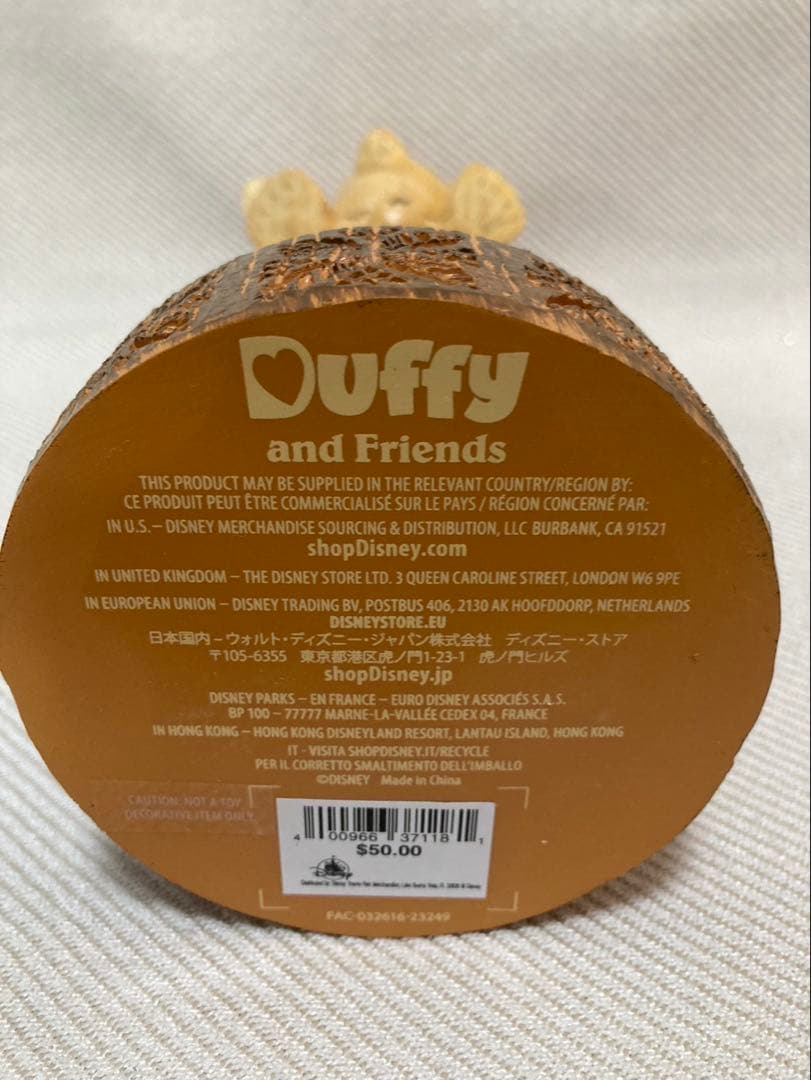 Duffy
and Friends
THIS PRODUCT MAY BE SUPPLIED IN THE RELEVANT COUNTRY/REGION BY:
CE PRODUIT PEUT ÊTRE COMMERCIALISÉ SUR LE PAYS / RÉGION CONCERNÉ PAR:
IN U.S.– DISNEY MERCHANDISE SOURCING & DISTRIBUTION, LLC BURBANK, CA 91521
shopDisney.com
IN UNITED KINGDOM – THE DISNEY STORE LTD. 3 QUEEN CAROLINE STREET, LONDON W6 9PE
IN EUROPEAN UNION – DISNEY TRADING BV, POSTBUS 406, 2130 AK HOOFDDORP, NETHERLANDS
DISNEYSTORE.EU
日本国内 – ウォルト・ディズニー・ジャパン株式会社 ディズニー・ストア
〒105-6355 東京都港区虎ノ門1-23-1 虎ノ門ヒルズ
shopDisney.jp
DISNEY PARKS – EN FRANCE – EURO DISNEY ASSOCIÉS S.A.S.
BP 100 – 77777 MARNE-LA-VALLÉE CEDEX 04, FRANCE
IN HONG KONG – HONG KONG DISNEYLAND RESORT, LANTAU ISLAND, HONG KONG
IT - VISITA SHOPDISNEY.IT/RECYCLE
PER IL CORRETTO SMALTIMENTO DELL'IMBALLO
©DISNEY Made in China
CAUTION: NOT A TOY
DECORATIVE ITEM ONLY
4 00966 37118 1
$50.00
FAC-032616-23249